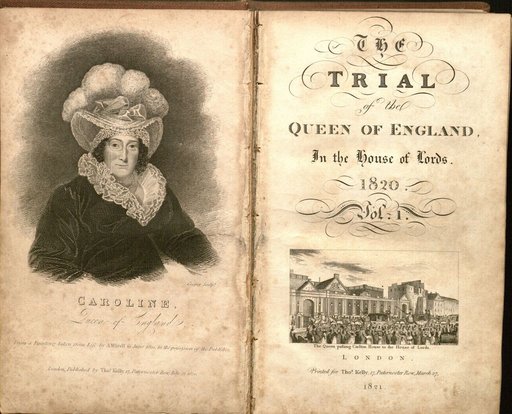 CAROLINE.
Queen of England.
London, Published by Thos Kelly, 17, Paternoster Row,
THE
TRIAL
of the
QUEEN OF ENGLAND,
In the House of Lords.
1820.
Vol. 1.
The Queen passing Carlton House to the House of Lords.
LONDON.
Printed for Thos. Kelly, 17, Paternoster Row, March 17,
1821.